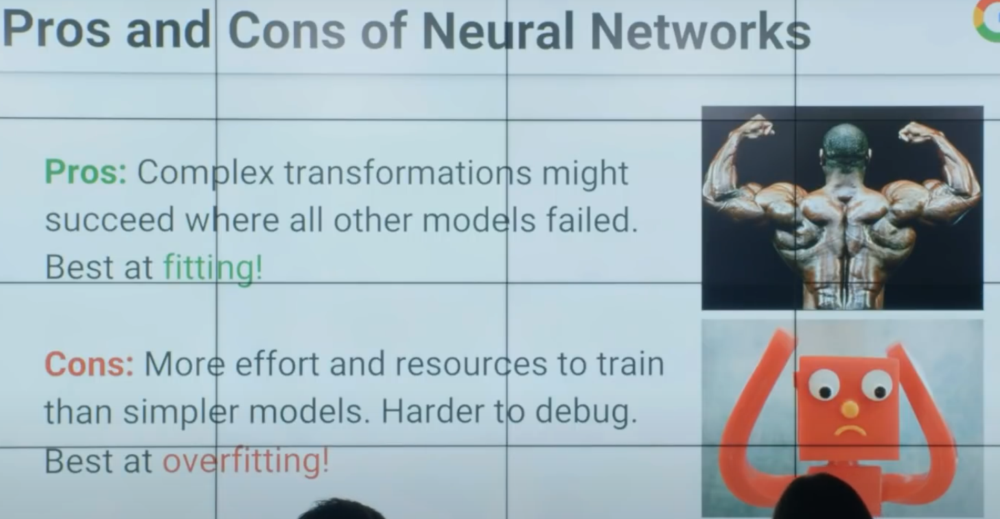 Pros and Cons of Neural Networks
Pros: Complex transformations might
succeed where all other models failed.
Best at fitting!
Cons: More effort and resources to train
than simpler models. Harder to debug.
Best at overfitting!